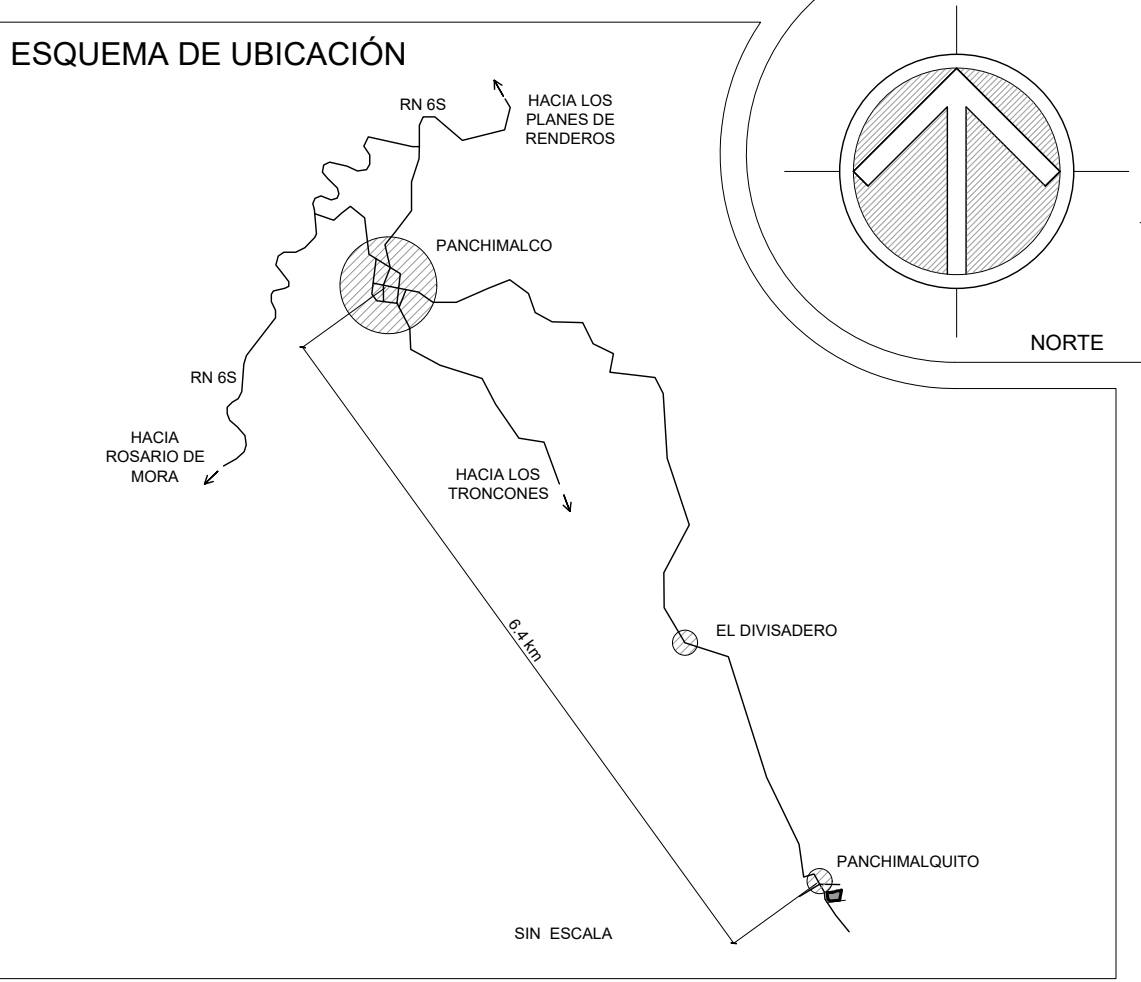 ESQUEMA DE UBICACIÓN
RN 6S
HACIA LOS
PLANES DE
RENDEROS
PANCHIMALCO
NORTE
RN 6S
HACIA
ROSARIO DE
MORA
HACIA LOS
TRONCONES
6.4 km
EL DIVISADERO
PANCHIMALQUITO
SIN ESCALA